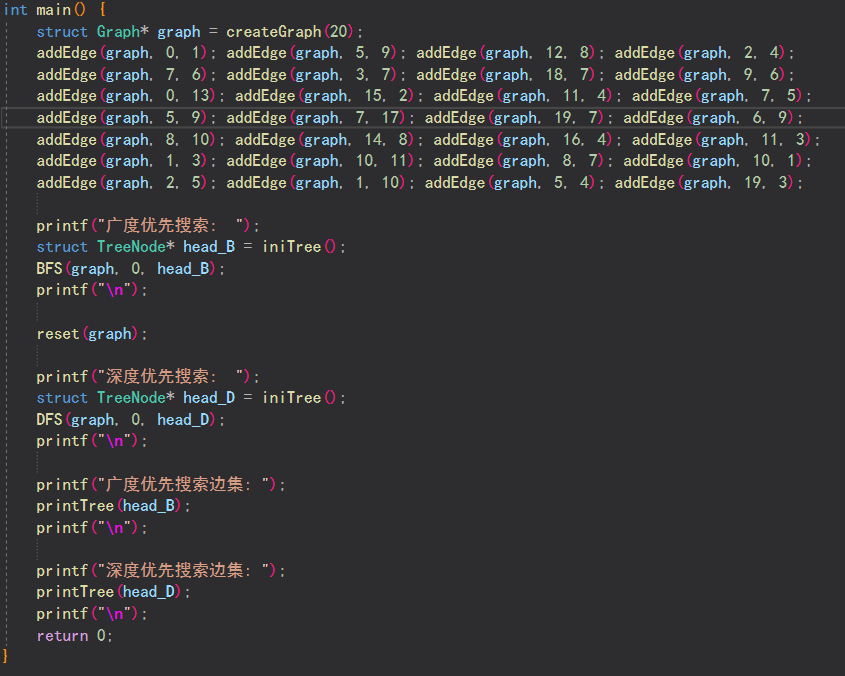 int main() {
struct Graph* graph = createGraph(20);
addEdge(graph, 0, 1); addEdge(graph, 5, 9); addEdge(graph, 12, 8); addEdge(graph, 2, 4);
addEdge(graph, 7, 6); addEdge(graph, 3, 7); addEdge(graph, 18, 7); addEdge(graph, 9, 6);
addEdge(graph, 0, 13); addEdge(graph, 15, 2); addEdge(graph, 11, 4); addEdge(graph, 7, 5);
addEdge(graph, 5, 9); addEdge(graph, 7, 17); addEdge(graph, 19, 7); addEdge(graph, 6, 9);
addEdge(graph, 8, 10); addEdge(graph, 14, 8); addEdge(graph, 16, 4); addEdge(graph, 11, 3);
addEdge(graph, 1, 3); addEdge(graph, 10, 11); addEdge(graph, 8, 7); addEdge(graph, 10, 1);
addEdge(graph, 2, 5); addEdge(graph, 1, 10); addEdge(graph, 5, 4); addEdge(graph, 19, 3);
printf("广度优先搜索:  ");
struct TreeNode* head_B = iniTree();
BFS(graph, 0, head_B);
printf("\n");
reset(graph);
printf("深度优先搜索:  ");
struct TreeNode* head_D = iniTree();
DFS(graph, 0, head_D);
printf("\n");
printf("广度优先搜索边集: ");
printTree(head_B);
printf("\n");
printf("深度优先搜索边集: ");
printTree(head_D);
printf("\n");
return 0;
}